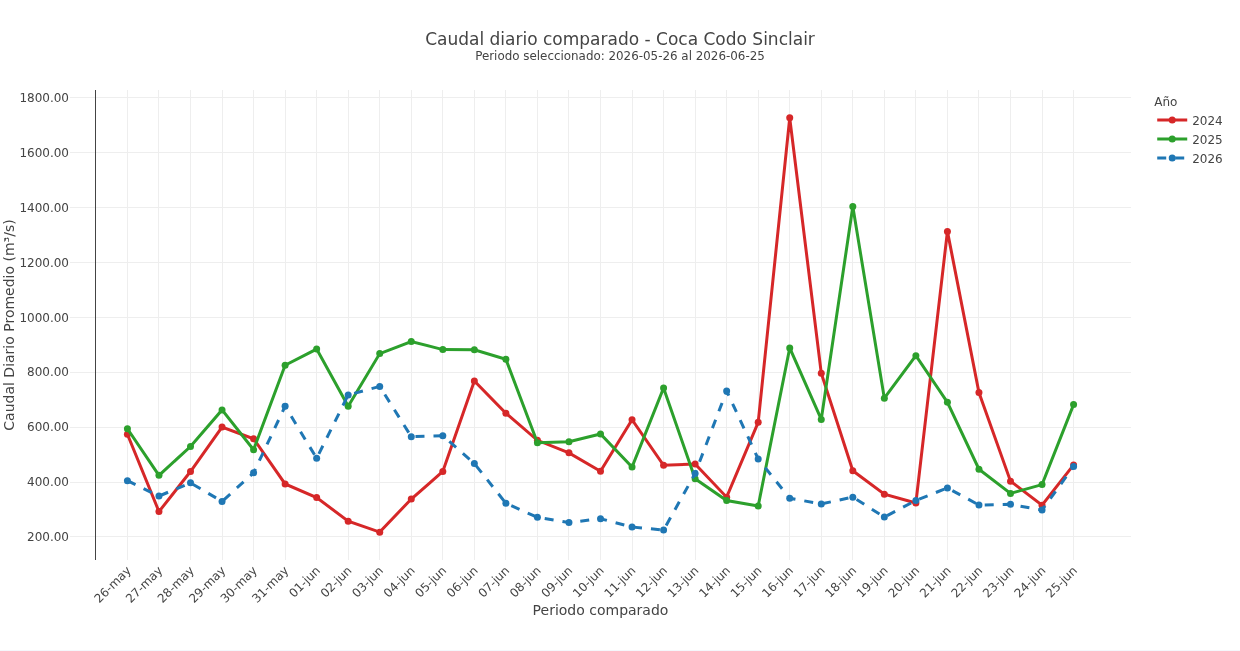 Caudal diario comparado - Coca Codo Sinclair
Periodo seleccionado: 2026-05-26 al 2026-06-25
Año
2024
2025
2026
Caudal Diario Promedio (m³/s)
1800.00
1600.00
1400.00
1200.00
1000.00
800.00
600.00
400.00
200.00
26-may
27-may
28-may
29-may
30-may
31-may
01-jun
02-jun
03-jun
04-jun
05-jun
06-jun
07-jun
08-jun
09-jun
10-jun
11-jun
12-jun
13-jun
14-jun
15-jun
16-jun
17-jun
18-jun
19-jun
20-jun
21-jun
22-jun
23-jun
24-jun
25-jun
Periodo comparado